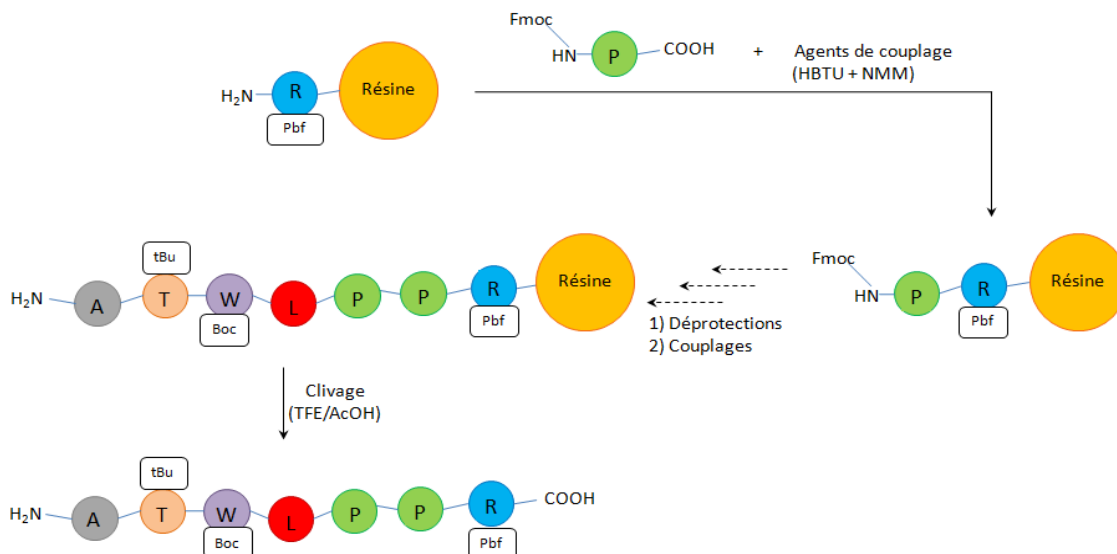 Fmoc
HN
P
COOH
+
Agents de couplage
(HBTU + NMM)
H₂N
R
Pbf
Résine
Fmoc
HN
P
R
Pbf
Résine
1) Déprotections
2) Couplages
H₂N
A
tBu
T
W
Boc
L
P
P
R
Pbf
Résine
Clivage
(TFE/AcOH)
H₂N
A
tBu
T
W
Boc
L
P
P
R
Pbf
COOH